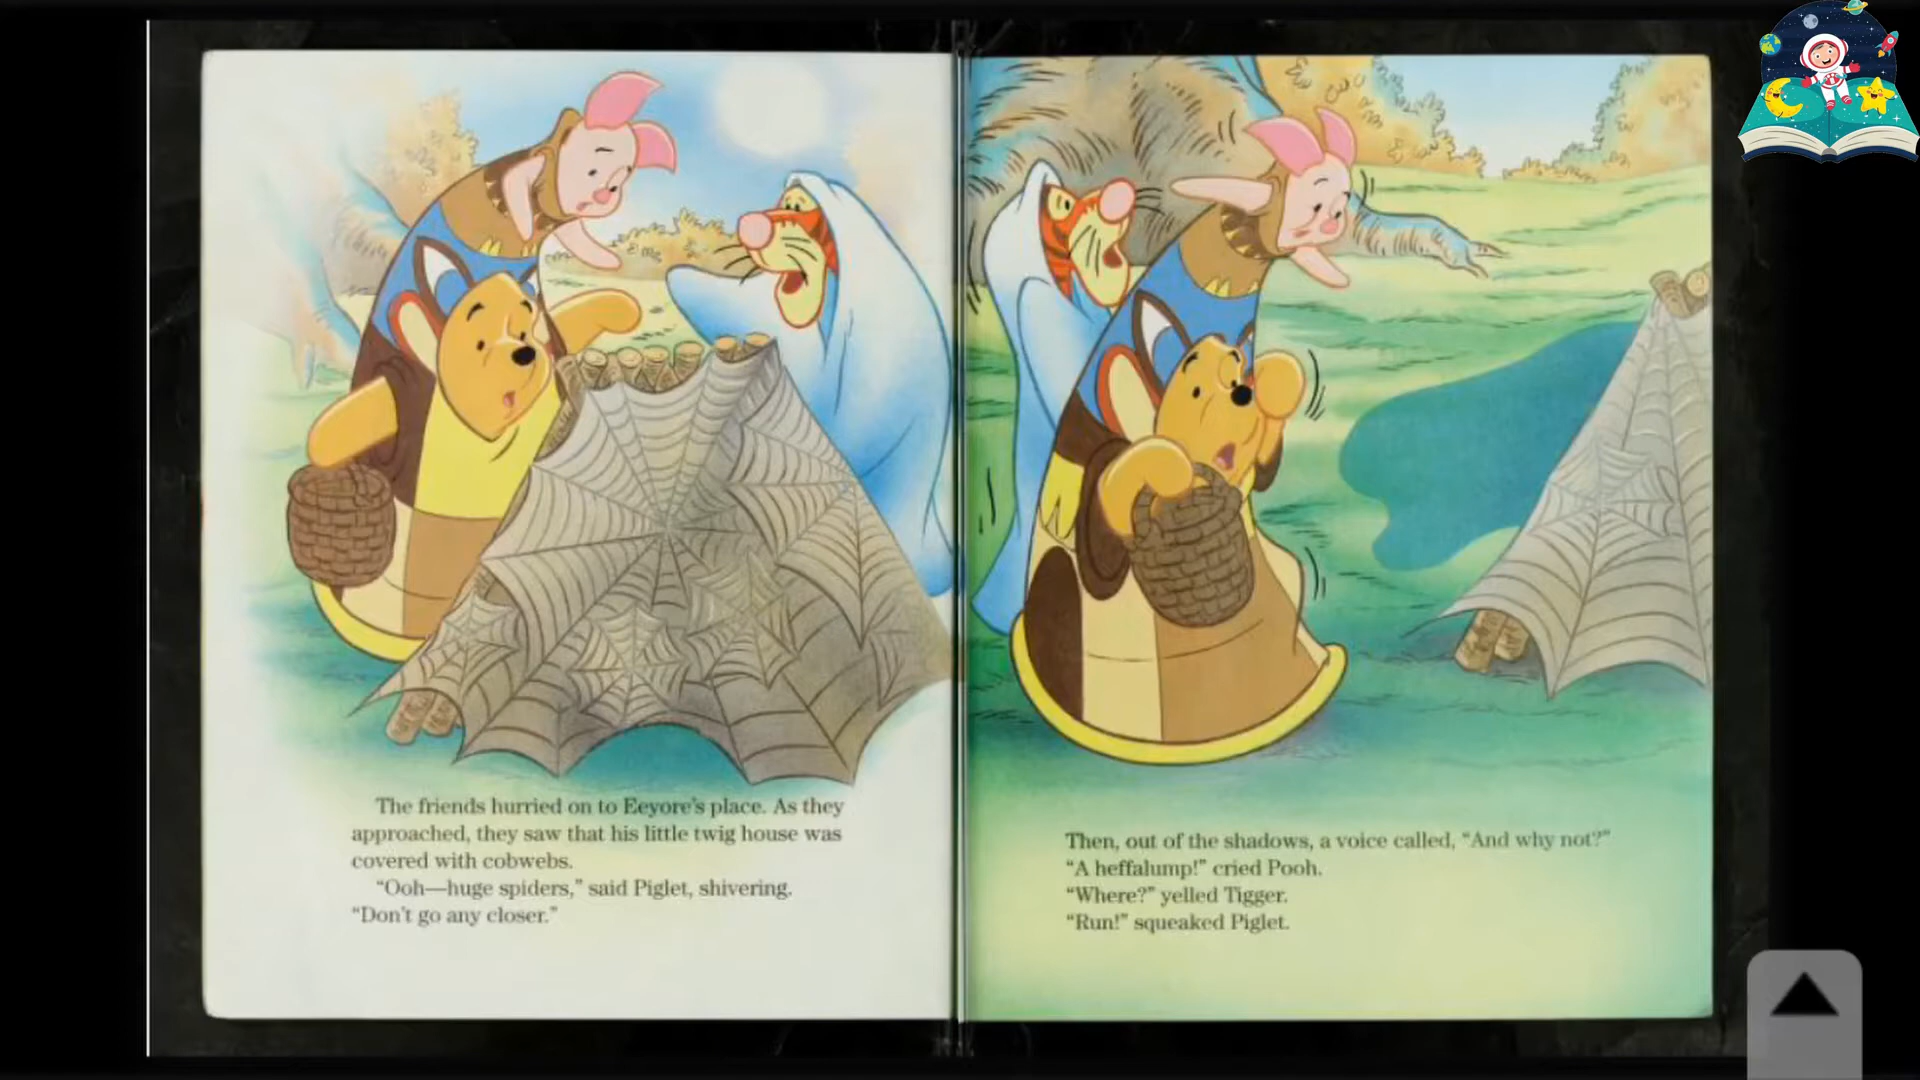 The friends hurried on to Eeyore's place. As they
approached, they saw that his little twig house was
covered with cobwebs.
“Ooh—huge spiders,” said Piglet, shivering.
“Don't go any closer.”
Then, out of the shadows, a voice called, “And why not?”
“A heffalump!” cried Pooh.
“Where?” yelled Tigger.
“Run!” squeaked Piglet.